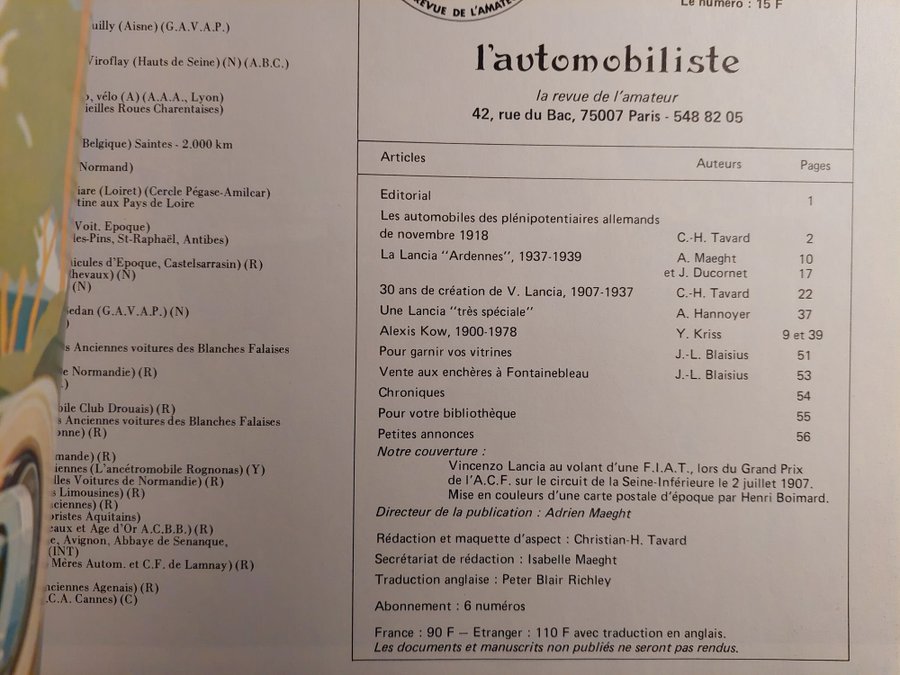 uilly (Aisne) (G.A.V.A.P.)
Viroflay (Hauts de Seine) (N) (A.B.C.)
, vélo (A) (A.A.A., Lyon)
ieilles Roues Charentaises)
Belgique) Saintes - 2.000 km
Normand)
iare (Loiret) (Cercle Pégase-Amilcar)
tine aux Pays de Loire
Voit. Epoque)
les-Pins, St-Raphaël, Antibes)
icules d'Epoque, Castelsarrasin) (R)
hevaux) (N)
(N)
edan (G.A.V.A.P.) (N)
)
s Anciennes voitures des Blanches Falaises
e Normandie) (R)
.)
bile Club Drouais) (R)
s Anciennes voitures des Blanches Falaises
onne) (R)
mande) (R)
iennes (L'ancétromobile Rognonas) (Y)
lles Voitures de Normandie) (R)
s Limousines) (R)
ciennes) (R)
oristes Aquitains)
eaux et Age d'Or A.C.B.B.) (R)
e, Avignon, Abbaye de Senanque,
(INT)
Mères Autom. et C.F. de Lamnay) (R)
nciennes Agenais) (R)
.C.A. Cannes) (C)
REVUE DE L'AMATE
Le numéro : 15 F
l'automobiliste
la revue de l'amateur
42, rue du Bac, 75007 Paris - 548 82 05
Articles Auteurs Pages
Editorial 1
Les automobiles des plénipotentiaires allemands
de novembre 1918 C.-H. Tavard 2
La Lancia "Ardennes", 1937-1939 A. Maeght 10
et J. Ducornet 17
30 ans de création de V. Lancia, 1907-1937 C.-H. Tavard 22
Une Lancia "très spéciale" A. Hannoyer 37
Alexis Kow, 1900-1978 Y. Kriss 9 et 39
Pour garnir vos vitrines J.-L. Blaisius 51
Vente aux enchères à Fontainebleau J.-L. Blaisius 53
Chroniques 54
Pour votre bibliothèque 55
Petites annonces 56
Notre couverture :
Vincenzo Lancia au volant d'une F.I.A.T., lors du Grand Prix
de l'A.C.F. sur le circuit de la Seine-Inférieure le 2 juillet 1907.
Mise en couleurs d'une carte postale d'époque par Henri Boimard.
Directeur de la publication : Adrien Maeght
Rédaction et maquette d'aspect : Christian-H. Tavard
Secrétariat de rédaction : Isabelle Maeght
Traduction anglaise : Peter Blair Richley
Abonnement : 6 numéros
France : 90 F — Etranger : 110 F avec traduction en anglais.
Les documents et manuscrits non publiés ne seront pas rendus.